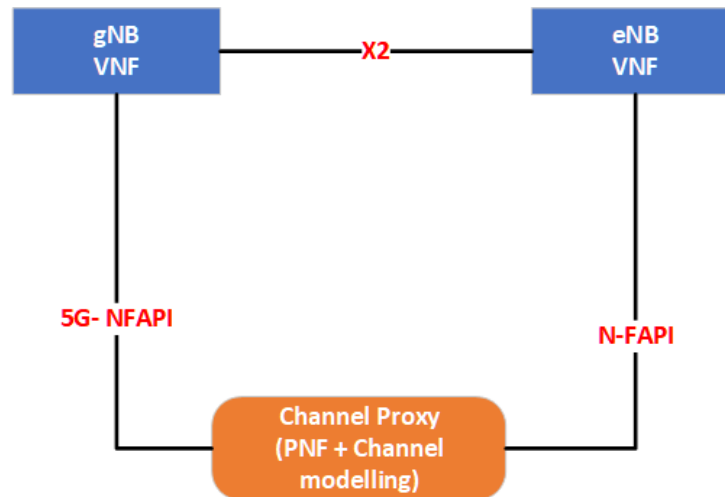 gNB
VNF
X2
eNB
VNF
5G- NFAPI
N-FAPI
Channel Proxy
(PNF + Channel
modelling)